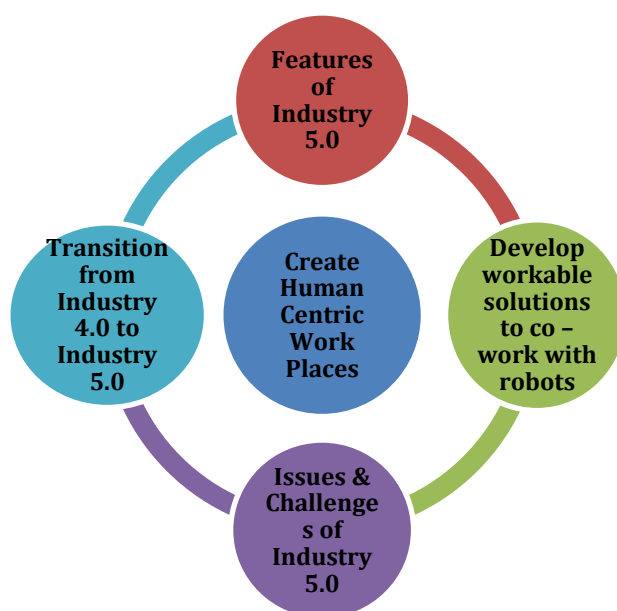 Features
of
Industry
5.0
Transition
from
Industry
4.0 to
Industry
5.0
Create
Human
Centric
Work
Places
Develop
workable
solutions
to co –
work with
robots
Issues &
Challenge
s of
Industry
5.0